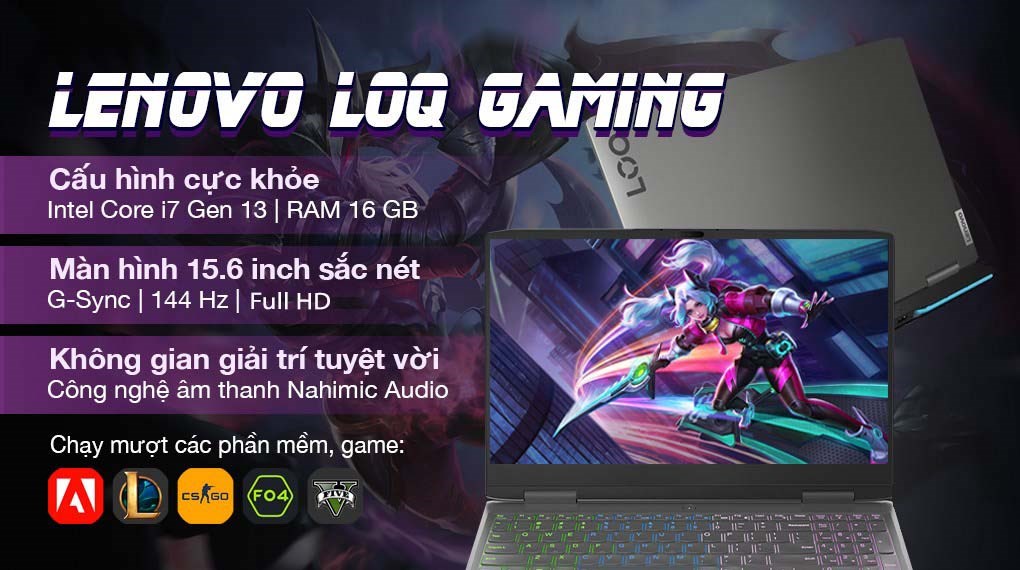 LENOVO LOQ GAMING
Cấu hình cực khỏe
Intel Core i7 Gen 13 | RAM 16 GB
Màn hình 15.6 inch sắc nét
G-Sync | 144 Hz | Full HD
Không gian giải trí tuyệt vời
Công nghệ âm thanh Nahimic Audio
Chạy mượt các phần mềm, game:
L CS GO FO4 V FIVE
LOQ
Lenovo